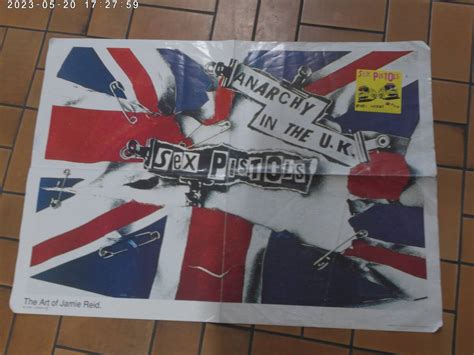 2023-05-20 17:27:59
SEX PISTOLS
ANARCHY
IN THE U.K.
SEX PISTOLS
The Art of Jamie Reid.